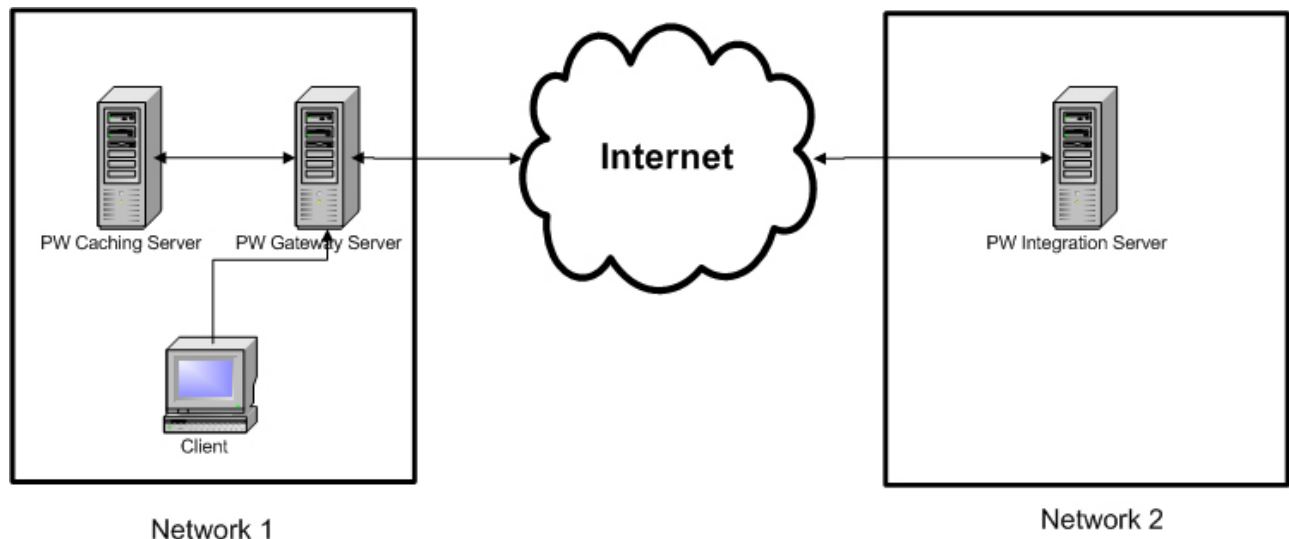 Internet
PW Caching Server
PW Gateway Server
PW Integration Server
Client
Network 1
Network 2